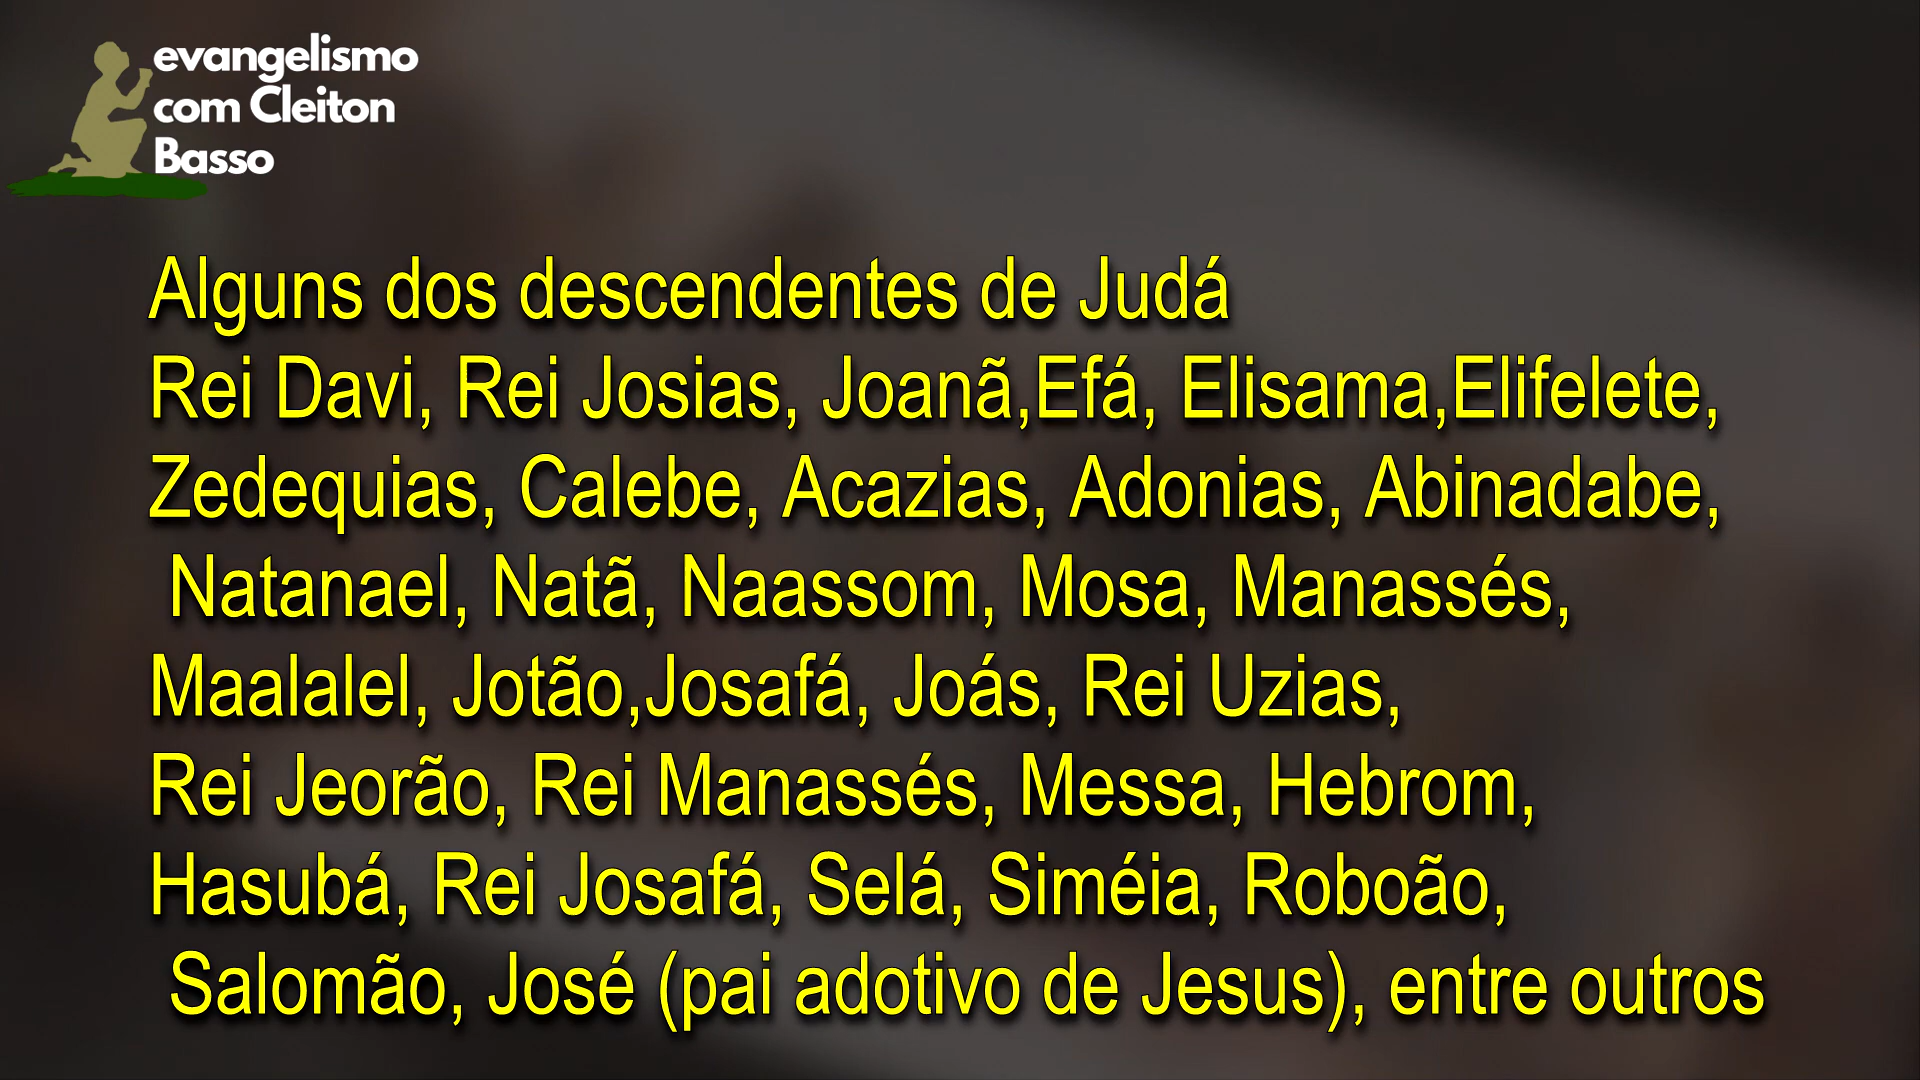 evangelismo
com Cleiton
Basso
Alguns dos descendentes de Judá
Rei Davi, Rei Josias, Joanã,Efá, Elisama,Elifelete,
Zedequias, Calebe, Acazias, Adonias, Abinadabe,
Natanael, Natã, Naassom, Mosa, Manassés,
Maalalel, Jotão,Josafá, Joás, Rei Uzias,
Rei Jeorão, Rei Manassés, Messa, Hebrom,
Hasubá, Rei Josafá, Selá, Siméia, Roboão,
Salomão, José (pai adotivo de Jesus), entre outros